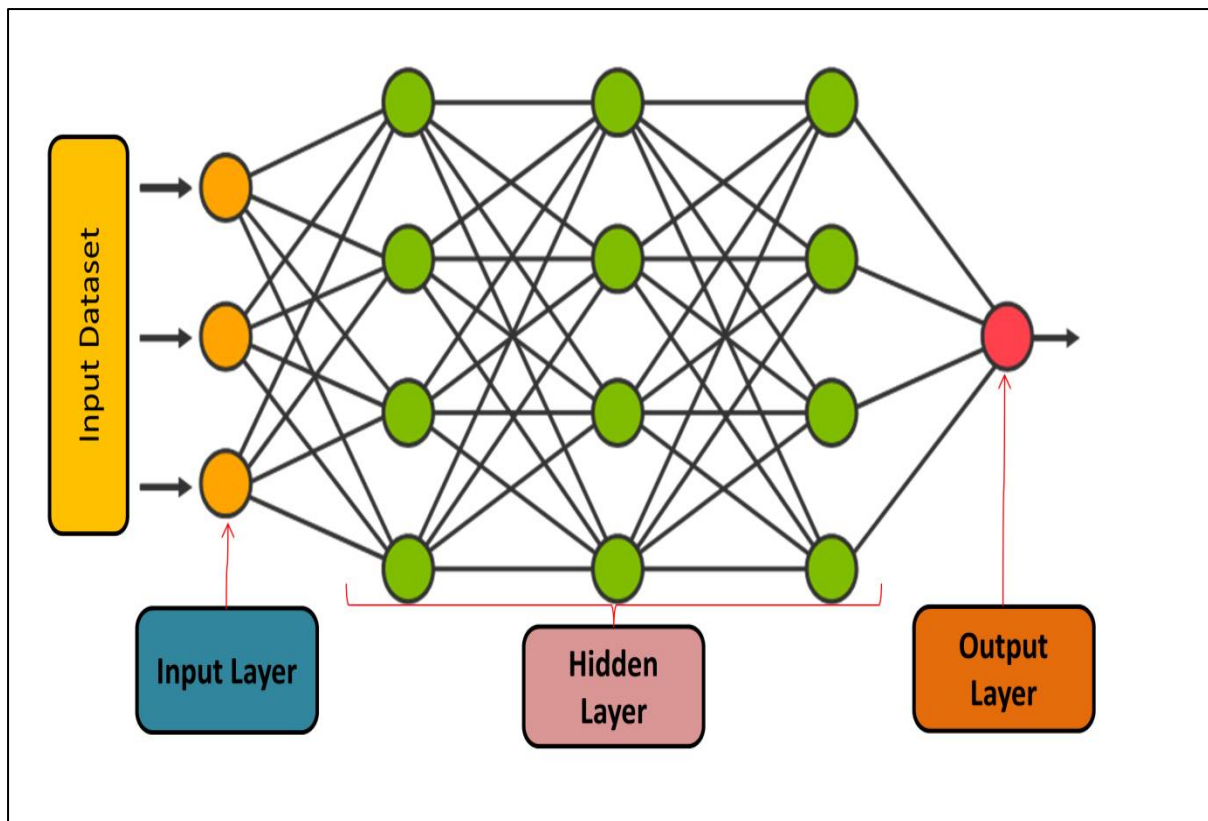 Input Dataset
Input Layer
Hidden
Layer
Output
Layer